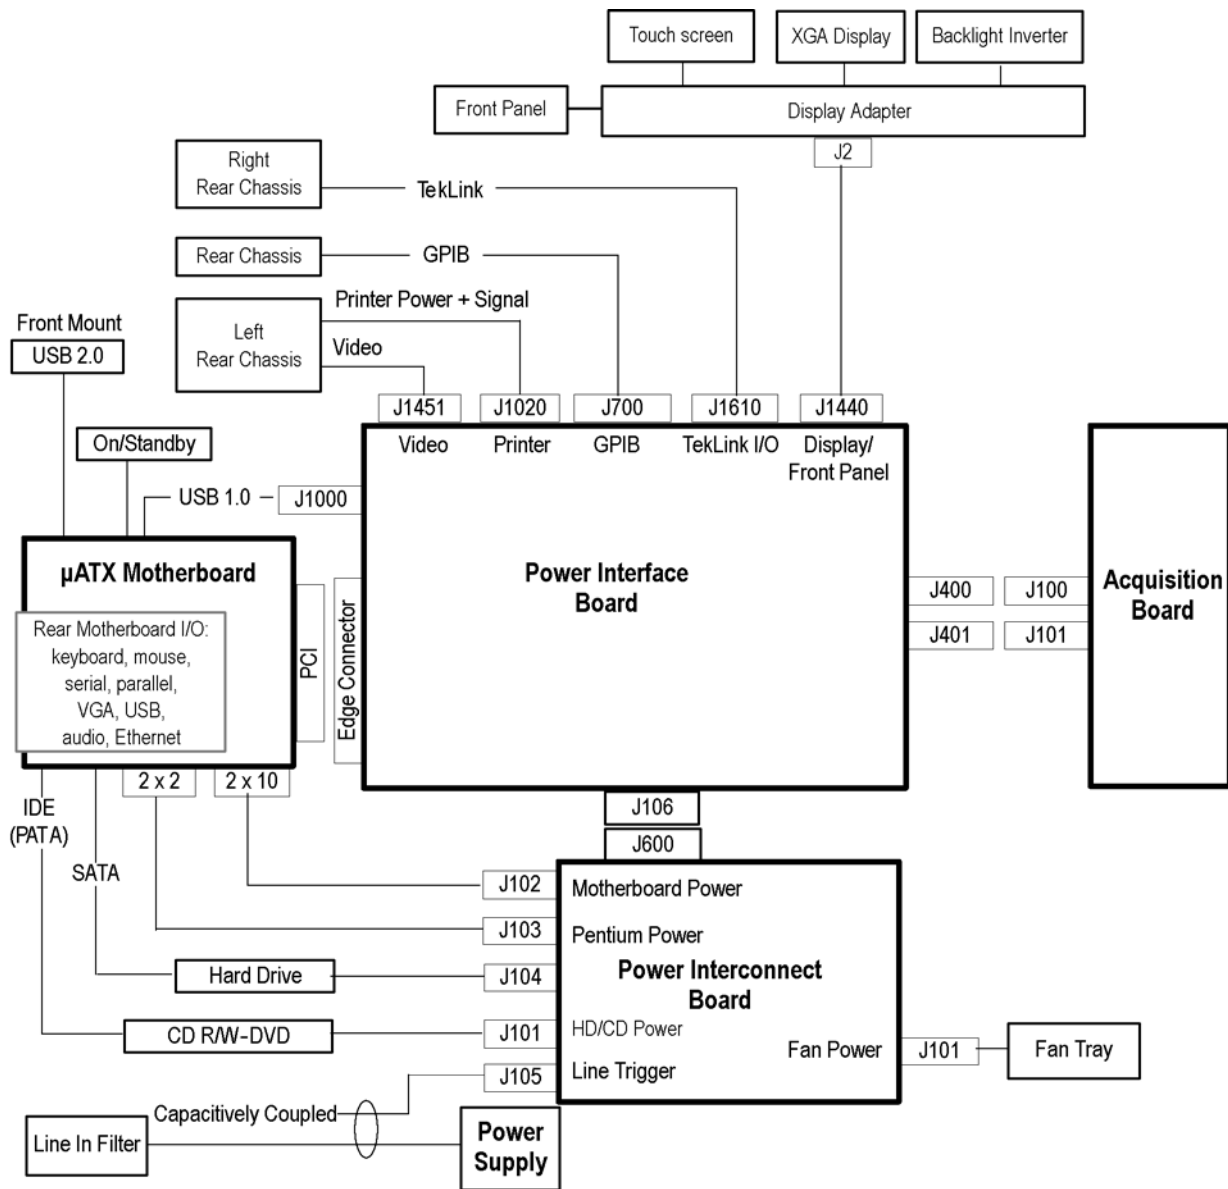 Touch screen
XGA Display
Backlight Inverter
Front Panel
Display Adapter
J2
Right
Rear Chassis
TekLink
Rear Chassis
GPIB
Printer Power + Signal
Left
Rear Chassis
Video
Front Mount
USB 2.0
J1451
J1020
J700
J1610
J1440
Video
Printer
GPIB
TekLink I/O
Display/
Front Panel
On/Standby
USB 1.0
J1000
µATX Motherboard
Rear Motherboard I/O:
keyboard, mouse,
serial, parallel,
VGA, USB,
audio, Ethernet
PCI
Edge Connector
Power Interface
Board
J400
J100
J401
J101
Acquisition
Board
2 x 2
2 x 10
IDE
(PATA)
SATA
J106
J600
J102
Motherboard Power
J103
Pentium Power
Hard Drive
J104
Power Interconnect
Board
CD R/W-DVD
J101
HD/CD Power
Fan Power
J101
Fan Tray
J105
Line Trigger
Capacitively Coupled
Line In Filter
Power
Supply